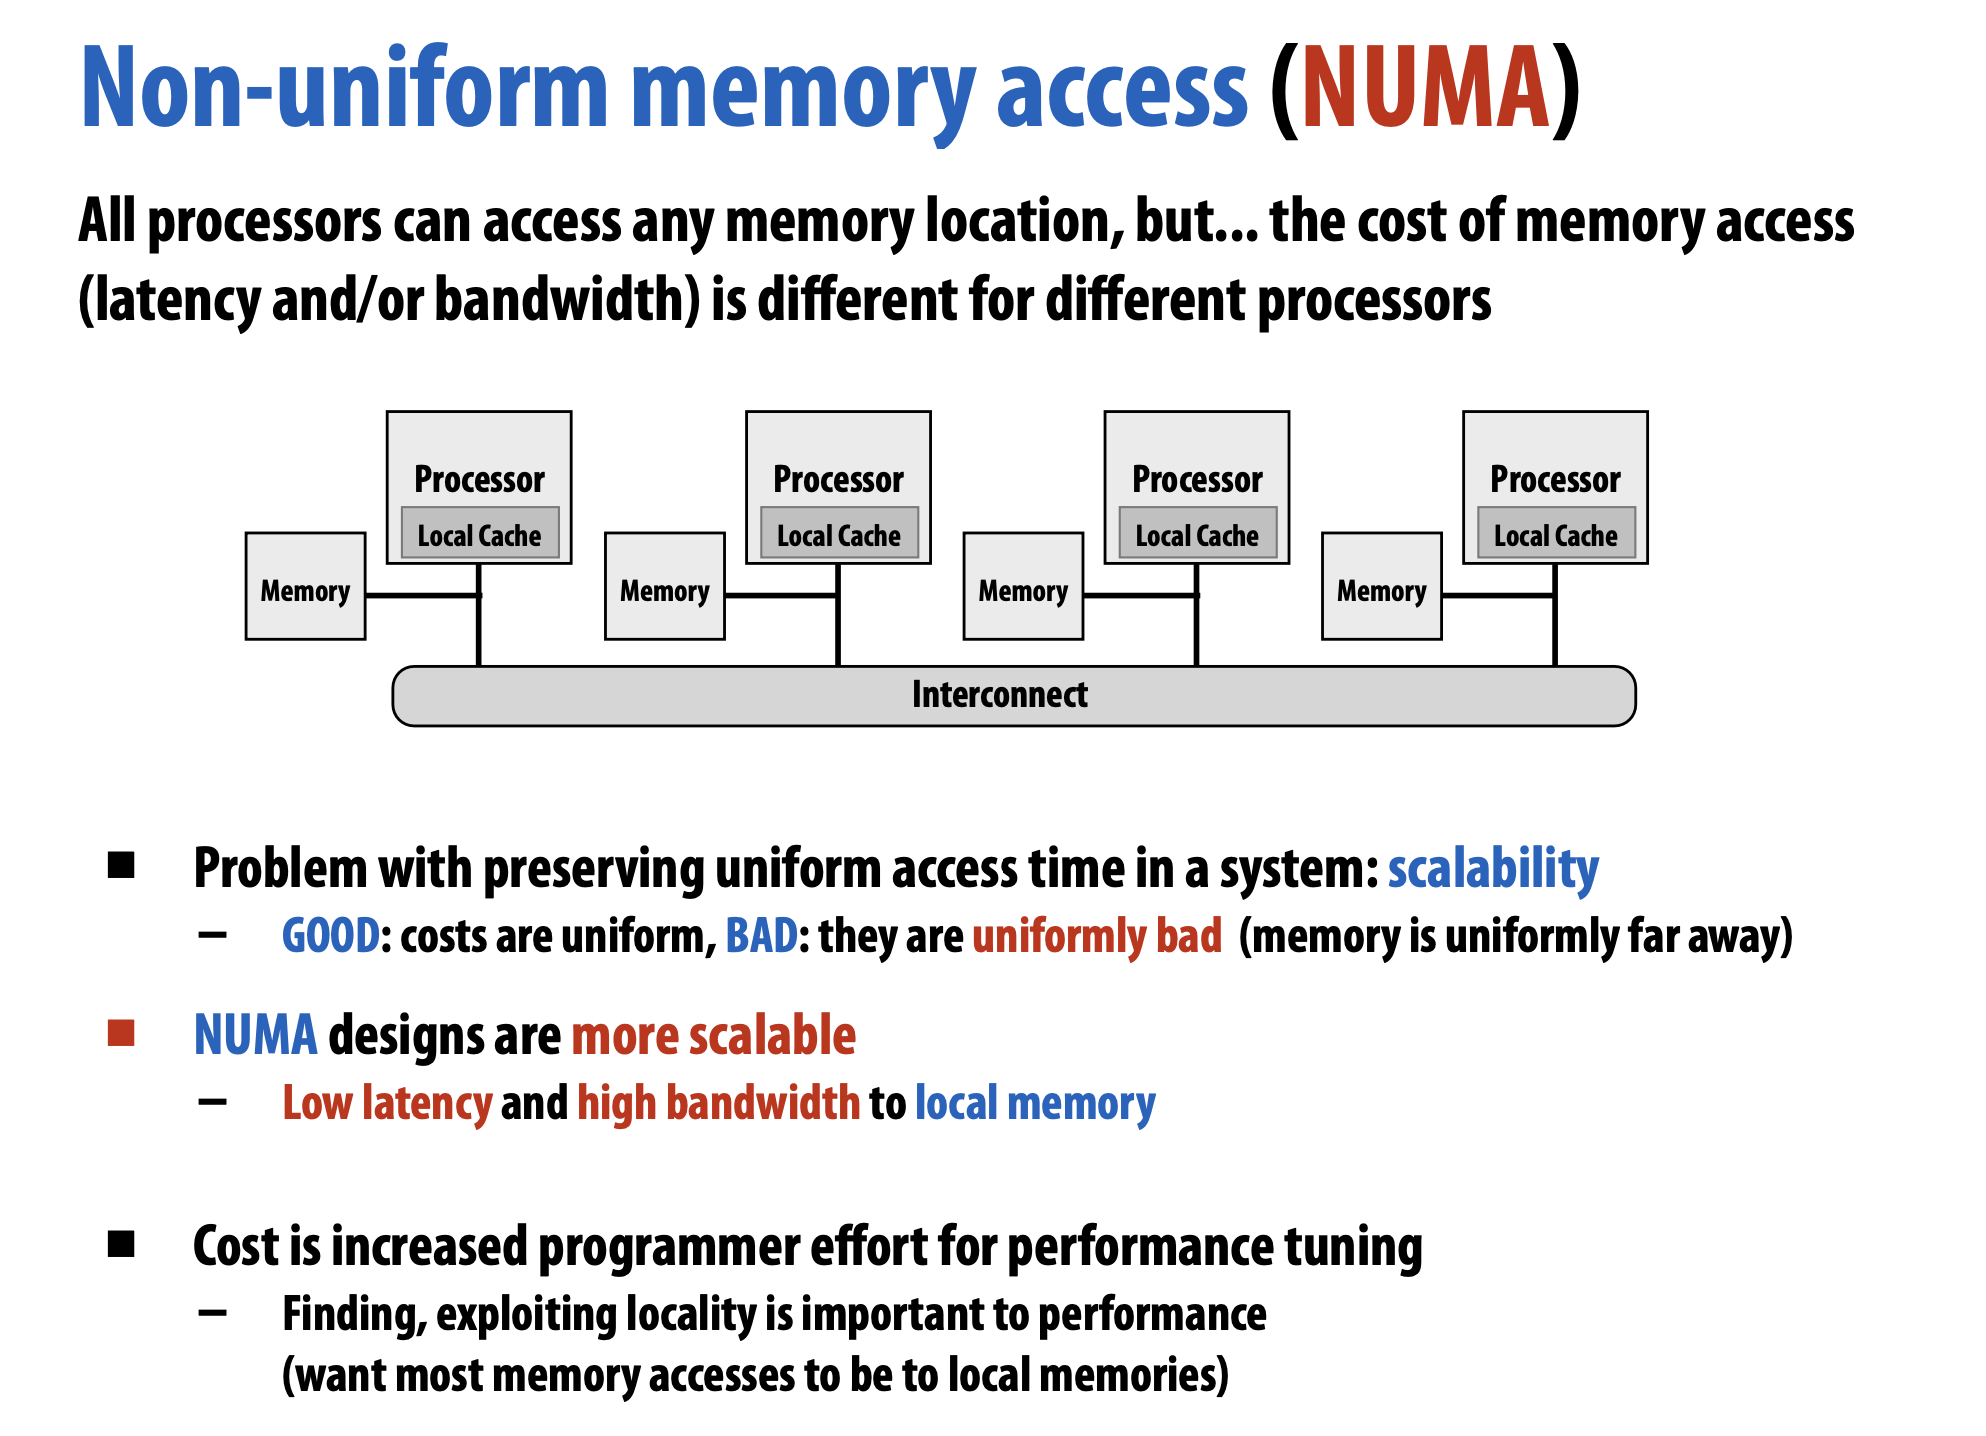 Non-uniform memory access (NUMA)
All processors can access any memory location, but... the cost of memory access
(latency and/or bandwidth) is different for different processors
Processor
Local Cache
Memory
Processor
Local Cache
Memory
Processor
Local Cache
Memory
Processor
Local Cache
Memory
Interconnect
■ Problem with preserving uniform access time in a system: scalability
– GOOD: costs are uniform, BAD: they are uniformly bad (memory is uniformly far away)
■ NUMA designs are more scalable
– Low latency and high bandwidth to local memory
■ Cost is increased programmer effort for performance tuning
– Finding, exploiting locality is important to performance
(want most memory accesses to be to local memories)